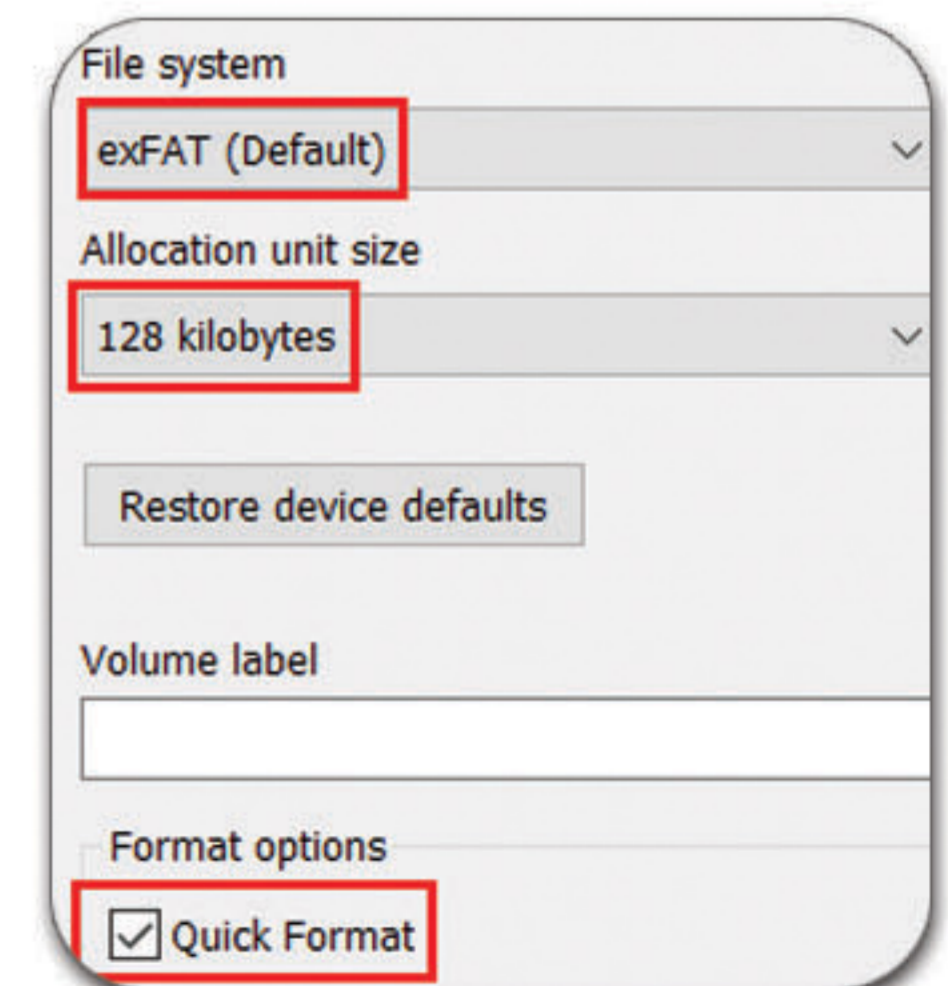 File system
exFAT (Default)
Allocation unit size
128 kilobytes
Restore device defaults
Volume label
Format options
Quick Format